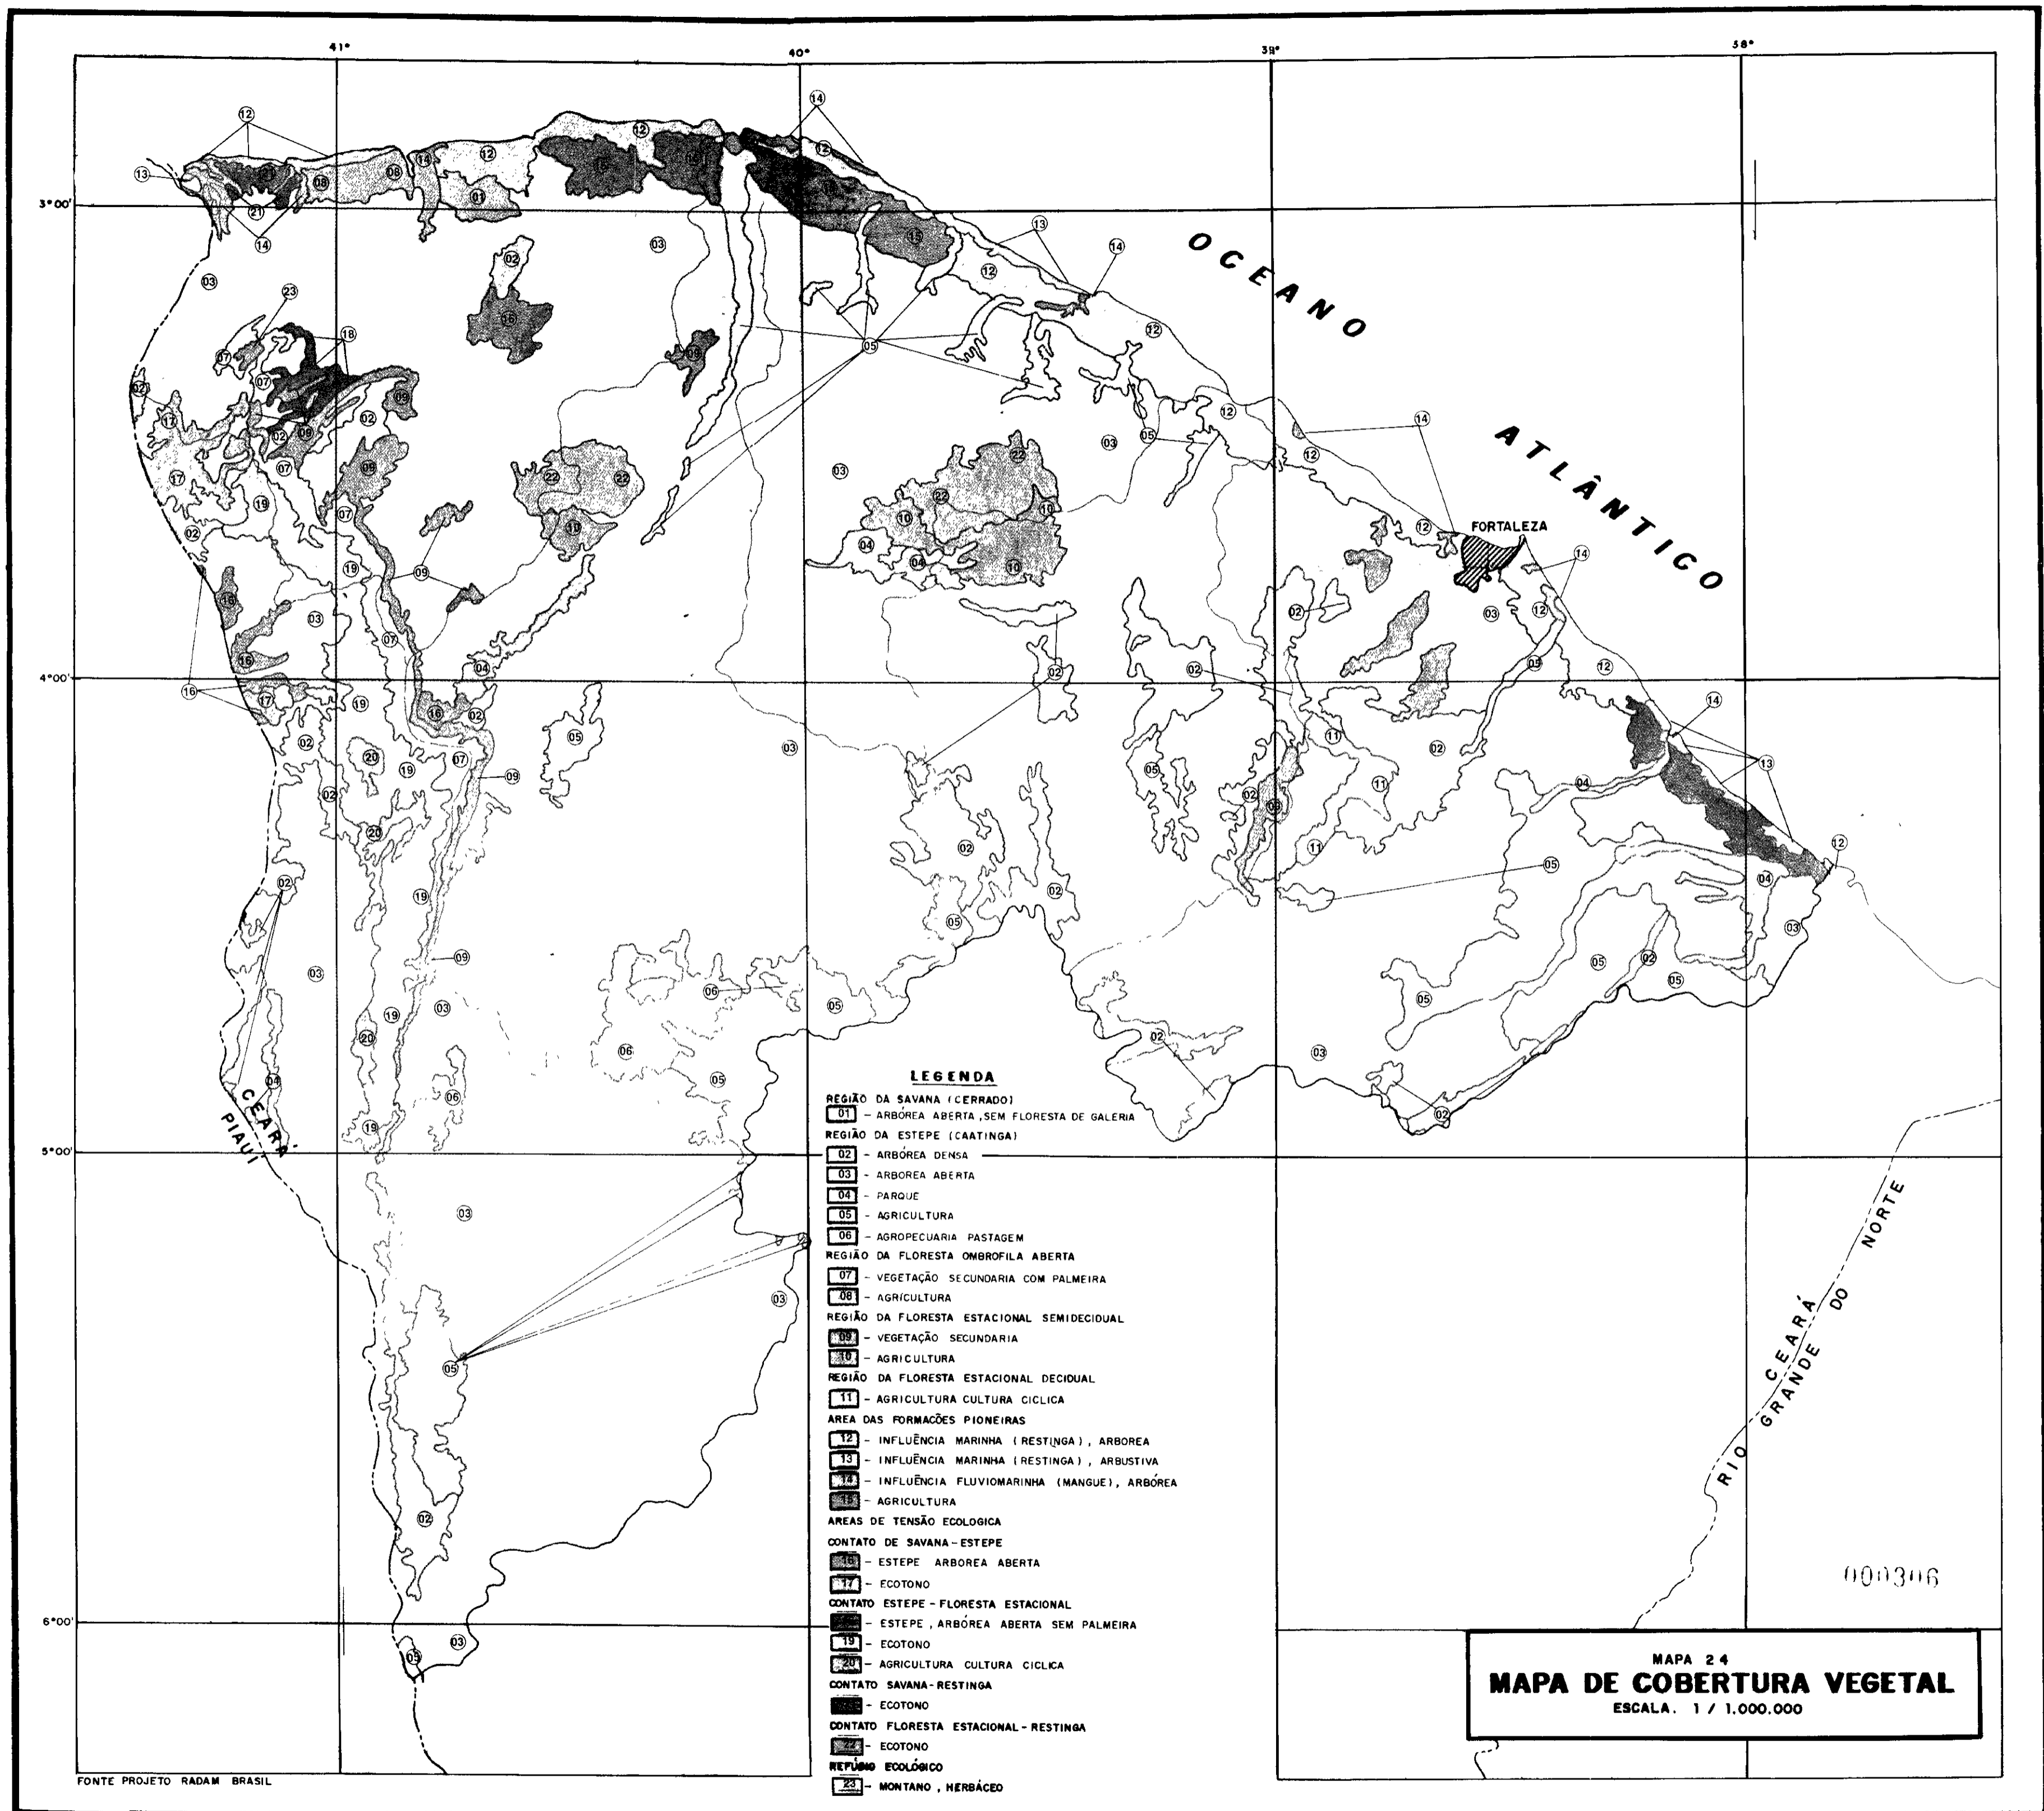 41°
40°
39°
38°
3°00'
4°00'
5°00'
6°00'
OCEANO
ATLÂNTICO
FORTALEZA
CEARÁ
PIAUI
CEARÁ
RIO GRANDE DO NORTE
LEGENDA
REGIÃO DA SAVANA (CERRADO)
01 - ARBÓREA ABERTA, SEM FLORESTA DE GALERIA
REGIÃO DA ESTEPE (CAATINGA)
02 - ARBÓREA DENSA
03 - ARBOREA ABERTA
04 - PARQUE
05 - AGRICULTURA
06 - AGROPECUARIA PASTAGEM
REGIÃO DA FLORESTA OMBROFILA ABERTA
07 - VEGETAÇÃO SECUNDARIA COM PALMEIRA
08 - AGRICULTURA
REGIÃO DA FLORESTA ESTACIONAL SEMIDECIDUAL
09 - VEGETAÇÃO SECUNDARIA
10 - AGRICULTURA
REGIÃO DA FLORESTA ESTACIONAL DECIDUAL
11 - AGRICULTURA CULTURA CICLICA
AREA DAS FORMACÕES PIONEIRAS
12 - INFLUÊNCIA MARINHA (RESTINGA), ARBOREA
13 - INFLUÊNCIA MARINHA (RESTINGA), ARBUSTIVA
14 - INFLUÊNCIA FLUVIOMARINHA (MANGUE), ARBÓREA
15 - AGRICULTURA
AREAS DE TENSÃO ECOLOGICA
CONTATO DE SAVANA-ESTEPE
16 - ESTEPE ARBOREA ABERTA
17 - ECOTONO
CONTATO ESTEPE-FLORESTA ESTACIONAL
- ESTEPE, ARBÓREA ABERTA SEM PALMEIRA
19 - ECOTONO
20 - AGRICULTURA CULTURA CICLICA
CONTATO SAVANA-RESTINGA
- ECOTONO
CONTATO FLORESTA ESTACIONAL-RESTINGA
22 - ECOTONO
REFÚGIO ECOLÓGICO
23 - MONTANO, HERBÁCEO
000306
MAPA 24
MAPA DE COBERTURA VEGETAL
ESCALA. 1 / 1.000.000
FONTE PROJETO RADAM BRASIL